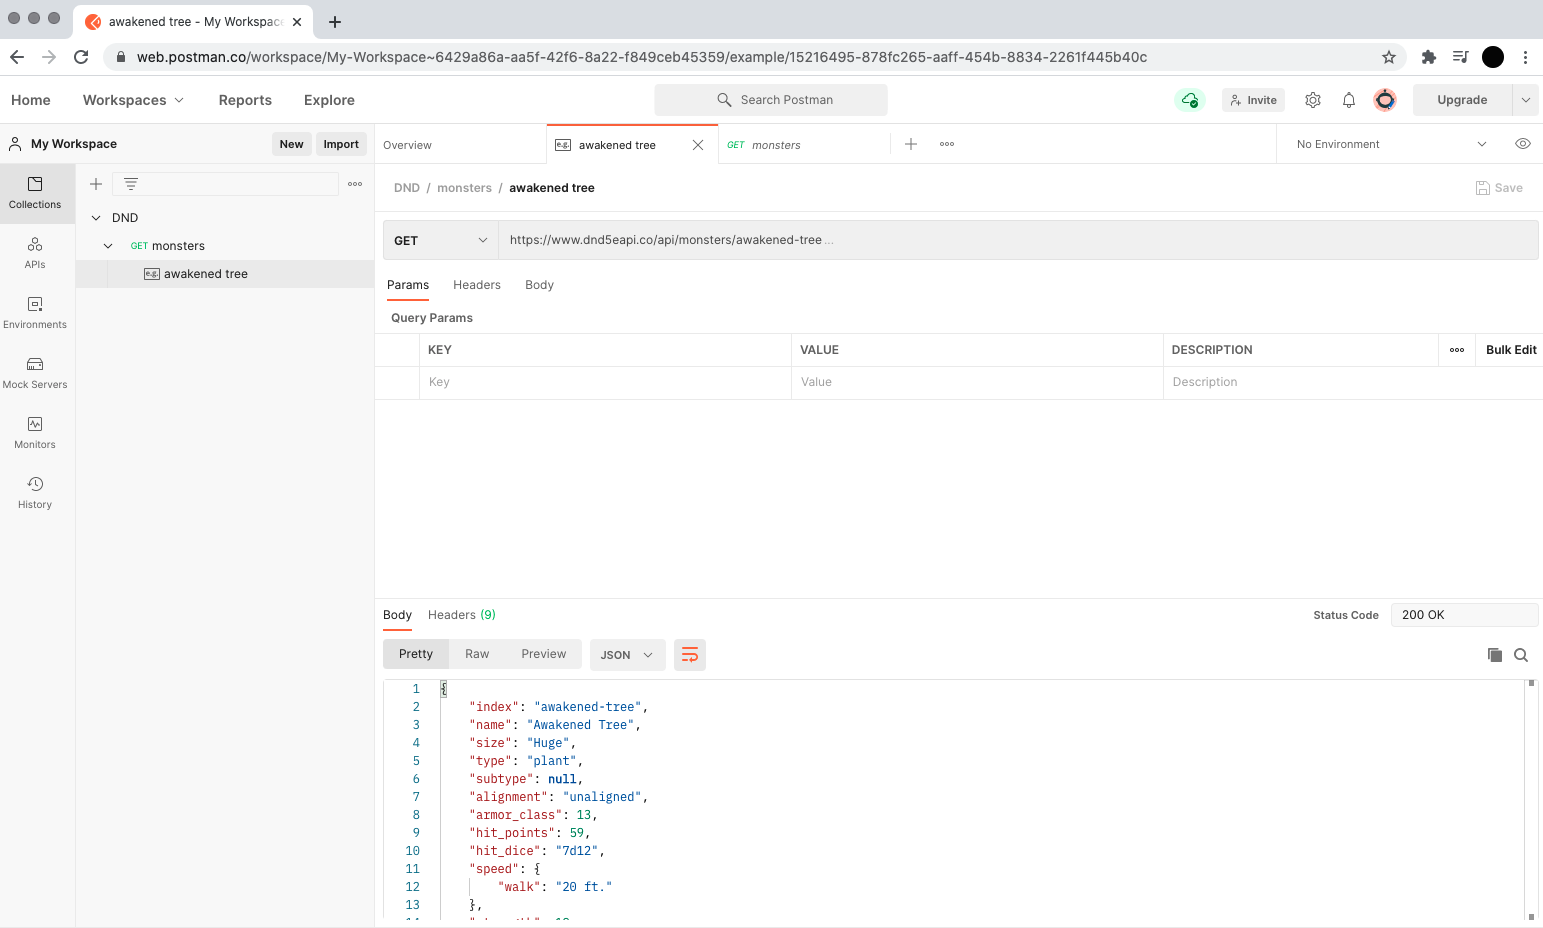 awakened tree - My Workspace
web.postman.co/workspace/My-Workspace~6429a86a-aa5f-42f6-8a22-f849ceb45359/example/15216495-878fc265-aaff-454b-8834-2261f445b40c
Home Workspaces Reports Explore Search Postman Invite Upgrade
My Workspace New Import
Overview e.g. awakened tree GET monsters No Environment
Collections
APIs
Environments
Mock Servers
Monitors
History
DND
GET monsters
e.g. awakened tree
DND / monsters / awakened tree Save
GET https://www.dnd5eapi.co/api/monsters/awakened-tree ...
Params Headers Body
Query Params
KEY VALUE DESCRIPTION Bulk Edit
Key Value Description
Body Headers (9) Status Code 200 OK
Pretty Raw Preview JSON
1 {
2 "index": "awakened-tree",
3 "name": "Awakened Tree",
4 "size": "Huge",
5 "type": "plant",
6 "subtype": null,
7 "alignment": "unaligned",
8 "armor_class": 13,
9 "hit_points": 59,
10 "hit_dice": "7d12",
11 "speed": {
12 "walk": "20 ft."
13 },